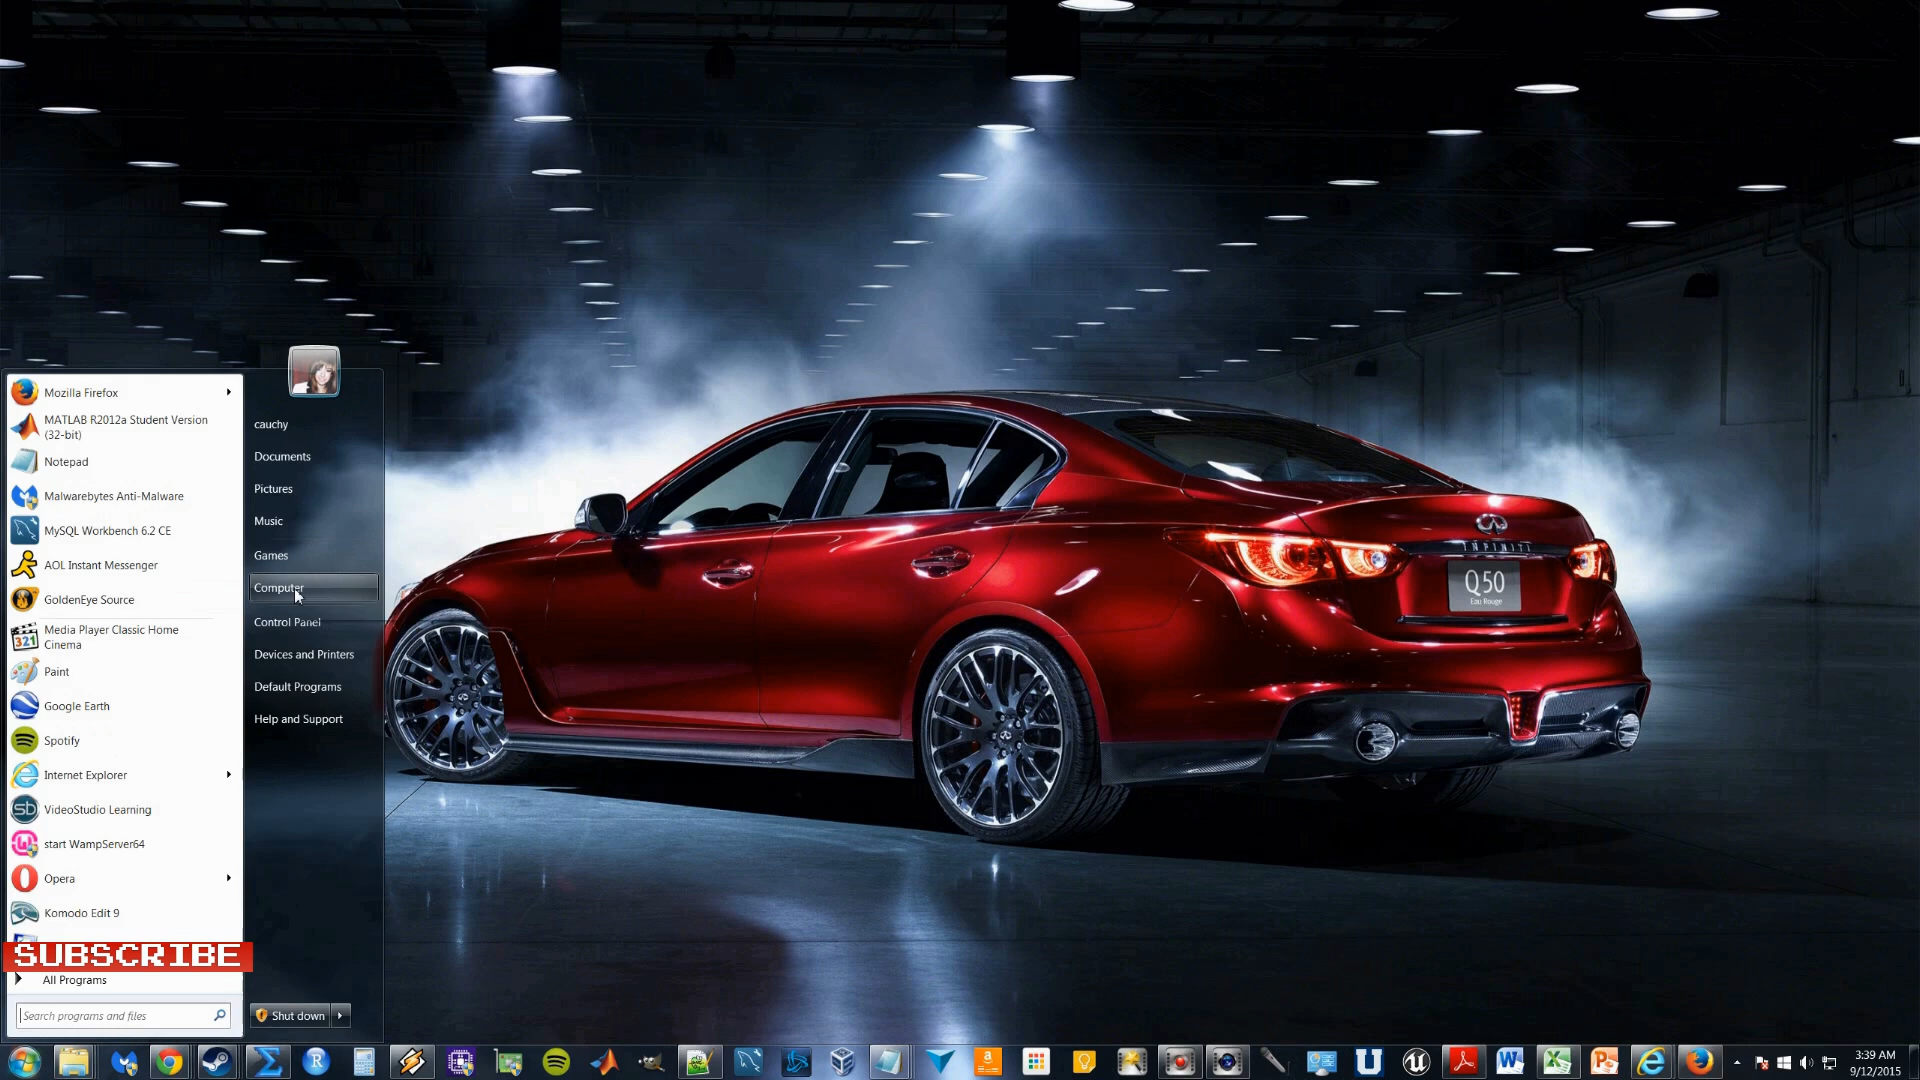 INFINITI
Q50
Eau Rouge
Mozilla Firefox
MATLAB R2012a Student Version
(32-bit)
Notepad
Malwarebytes Anti-Malware
MySQL Workbench 6.2 CE
AOL Instant Messenger
GoldenEye Source
Media Player Classic Home
Cinema
Paint
Google Earth
Spotify
Internet Explorer
VideoStudio Learning
start WampServer64
Opera
Komodo Edit 9
SUBSCRIBE
All Programs
Search programs and files
cauchy
Documents
Pictures
Music
Games
Computer
Control Panel
Devices and Printers
Default Programs
Help and Support
Shut down
3:39 AM
9/12/2015